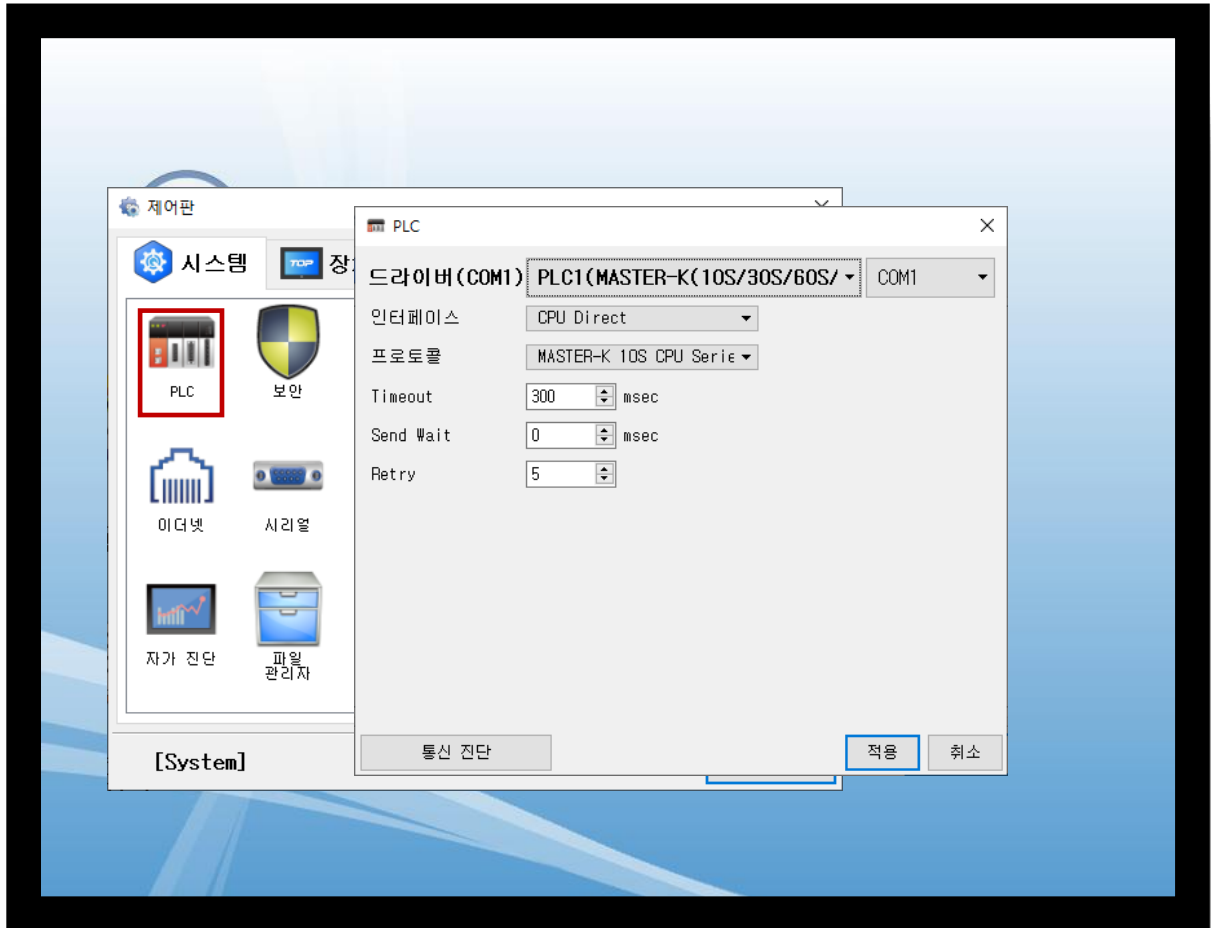 제어판
시스템
TOP
장
PLC
보안
이더넷
시리얼
자가 진단
파일
관리자
[System]
PLC
드라이버(COM1) PLC1(MASTER-K(10S/30S/60S/ COM1
인터페이스 CPU Direct
프로토콜 MASTER-K 10S CPU Serie
Timeout 300 msec
Send Wait 0 msec
Retry 5
통신 진단 적용 취소